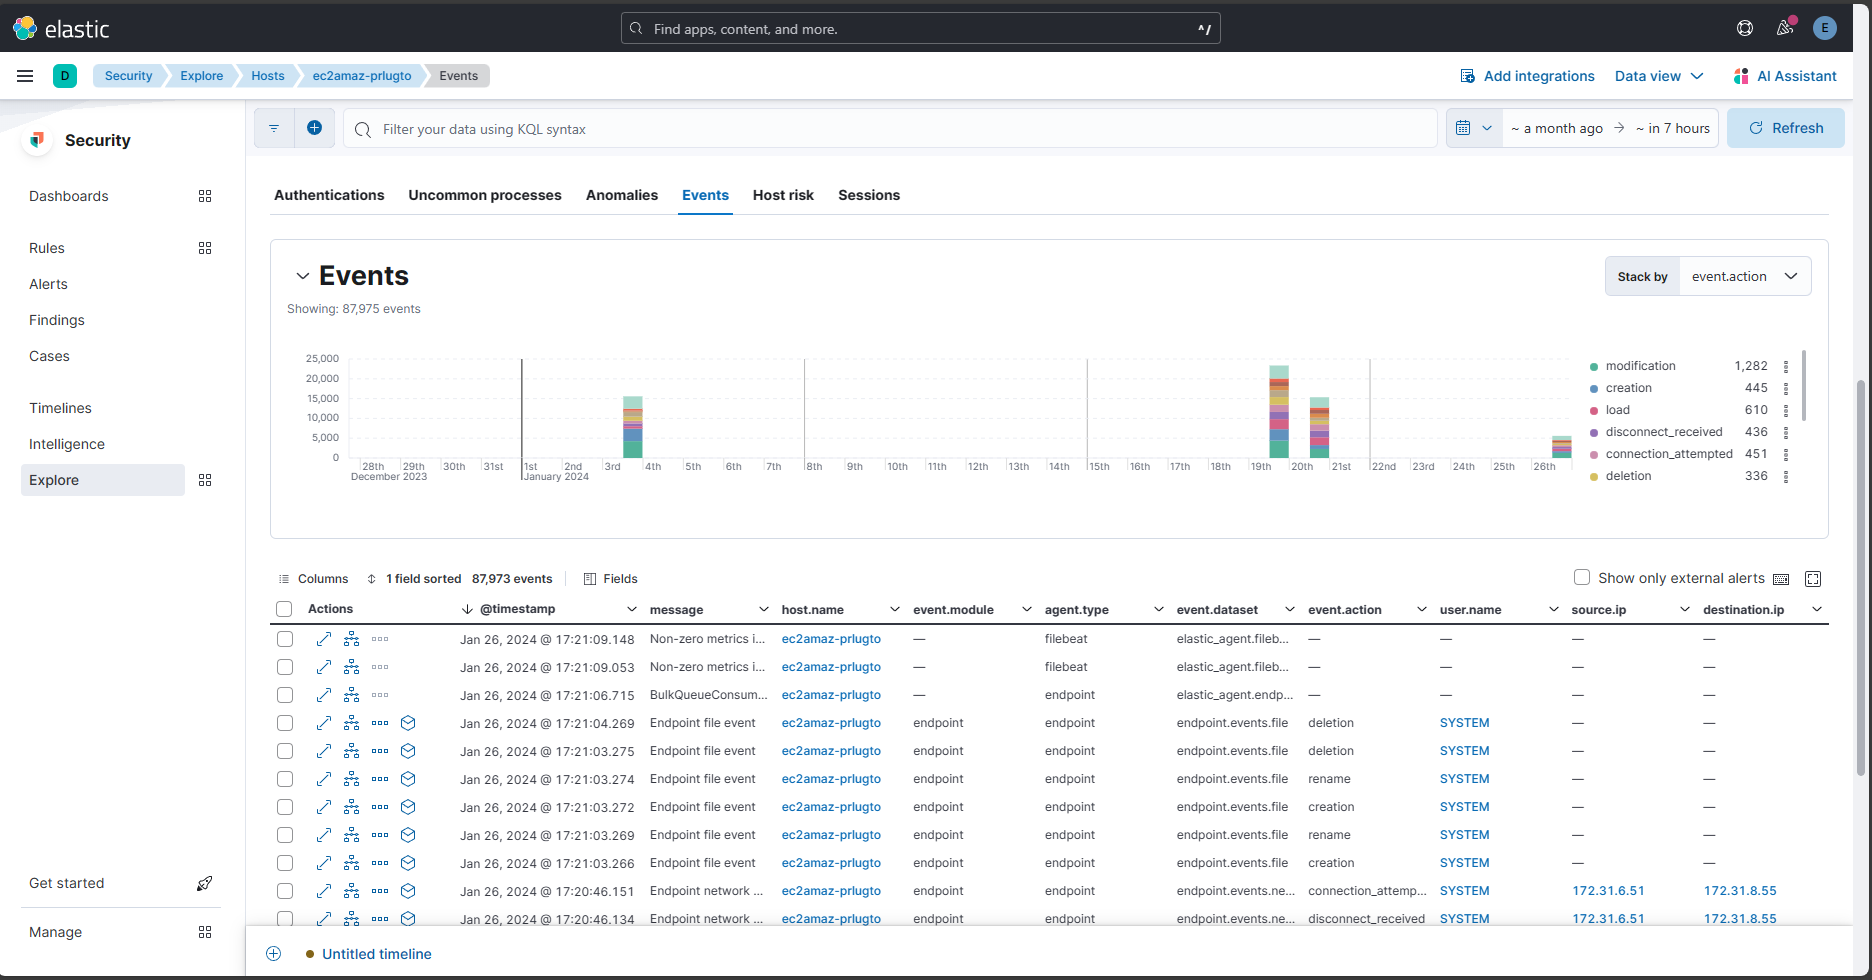 elastic
Find apps, content, and more.
^/
E
D
Security
Explore
Hosts
ec2amaz-prlugto
Events
Add integrations
Data view
AI Assistant
Security
Dashboards
Rules
Alerts
Findings
Cases
Timelines
Intelligence
Explore
Get started
Manage
Filter your data using KQL syntax
~ a month ago → ~ in 7 hours
Refresh
Authentications Uncommon processes Anomalies Events Host risk Sessions
Events
Showing: 87,975 events
Stack by event.action
25,000
20,000
15,000
10,000
5,000
0
28th 29th 30th 31st 1st 2nd 3rd 4th 5th 6th 7th 8th 9th 10th 11th 12th 13th 14th 15th 16th 17th 18th 19th 20th 21st 22nd 23rd 24th 25th 26th
December 2023 January 2024
modification 1,282
creation 445
load 610
disconnect_received 436
connection_attempted 451
deletion 336
Columns 1 field sorted 87,973 events Fields
Show only external alerts
Actions @timestamp message host.name event.module agent.type event.dataset event.action user.name source.ip destination.ip
Jan 26, 2024 @ 17:21:09.148 Non-zero metrics i... ec2amaz-prlugto — filebeat elastic_agent.fileb... — — — —
Jan 26, 2024 @ 17:21:09.053 Non-zero metrics i... ec2amaz-prlugto — filebeat elastic_agent.fileb... — — — —
Jan 26, 2024 @ 17:21:06.715 BulkQueueConsum... ec2amaz-prlugto — endpoint elastic_agent.endp... — — — —
Jan 26, 2024 @ 17:21:04.269 Endpoint file event ec2amaz-prlugto endpoint endpoint endpoint.events.file deletion SYSTEM — —
Jan 26, 2024 @ 17:21:03.275 Endpoint file event ec2amaz-prlugto endpoint endpoint endpoint.events.file deletion SYSTEM — —
Jan 26, 2024 @ 17:21:03.274 Endpoint file event ec2amaz-prlugto endpoint endpoint endpoint.events.file rename SYSTEM — —
Jan 26, 2024 @ 17:21:03.272 Endpoint file event ec2amaz-prlugto endpoint endpoint endpoint.events.file creation SYSTEM — —
Jan 26, 2024 @ 17:21:03.269 Endpoint file event ec2amaz-prlugto endpoint endpoint endpoint.events.file rename SYSTEM — —
Jan 26, 2024 @ 17:21:03.266 Endpoint file event ec2amaz-prlugto endpoint endpoint endpoint.events.file creation SYSTEM — —
Jan 26, 2024 @ 17:20:46.151 Endpoint network ... ec2amaz-prlugto endpoint endpoint endpoint.events.ne... connection_attemp... SYSTEM 172.31.6.51 172.31.8.55
Jan 26, 2024 @ 17:20:46.134 Endpoint network ... ec2amaz-prlugto endpoint endpoint endpoint.events.ne... disconnect_received SYSTEM 172.31.6.51 172.31.8.55
Untitled timeline